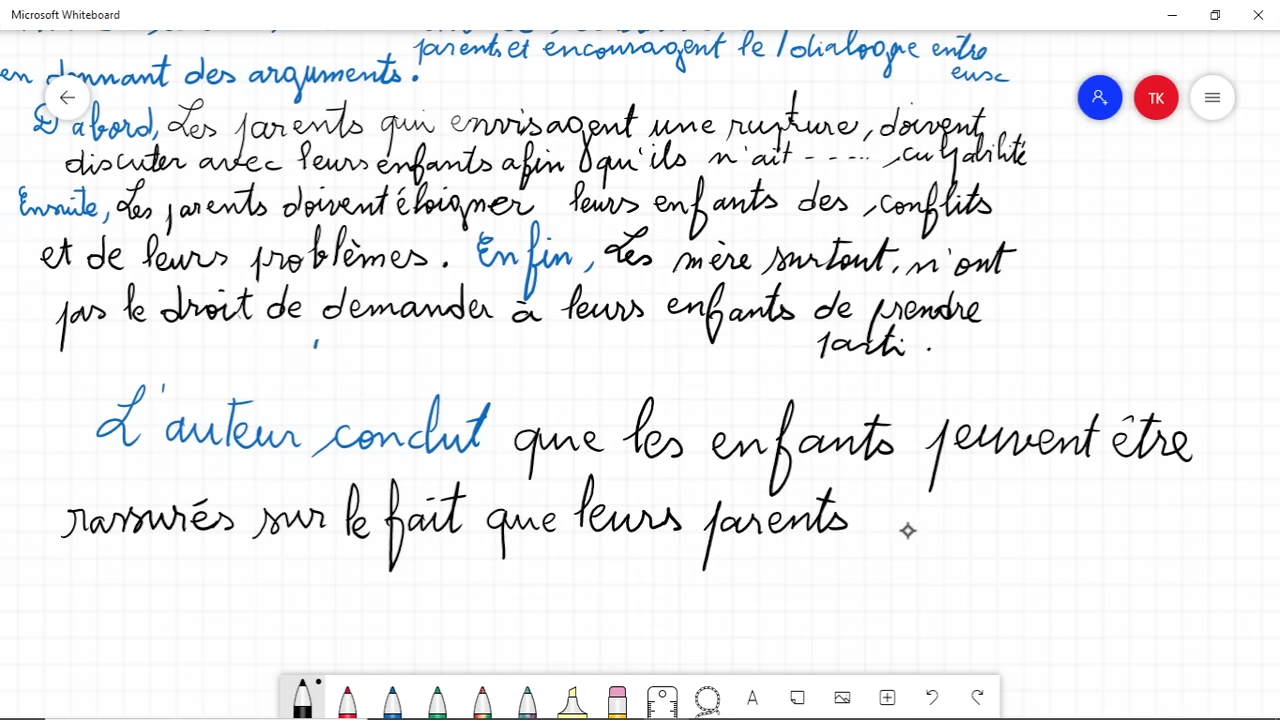 Microsoft Whiteboard
parents et encouragent le dialogue entre
eux
en donnant des arguments.
TK
D'abord, Les parents qui envisagent une rupture, doivent
discuter avec leurs enfants afin qu'ils n'ait - - .... culpabilité
Ensuite, Les parents doivent éloigner leurs enfants des conflits
et de leurs problèmes. Enfin, Les mère surtout, n'ont
pas le droit de demander à leurs enfants de prendre
parti.
L'auteur conclut que les enfants peuvent être
rassurés sur le fait que leurs parents
A